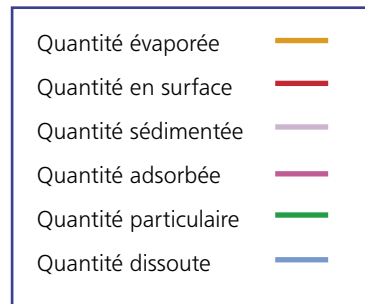 Quantité évaporée
Quantité en surface
Quantité sédimentée
Quantité adsorbée
Quantité particulaire
Quantité dissoute